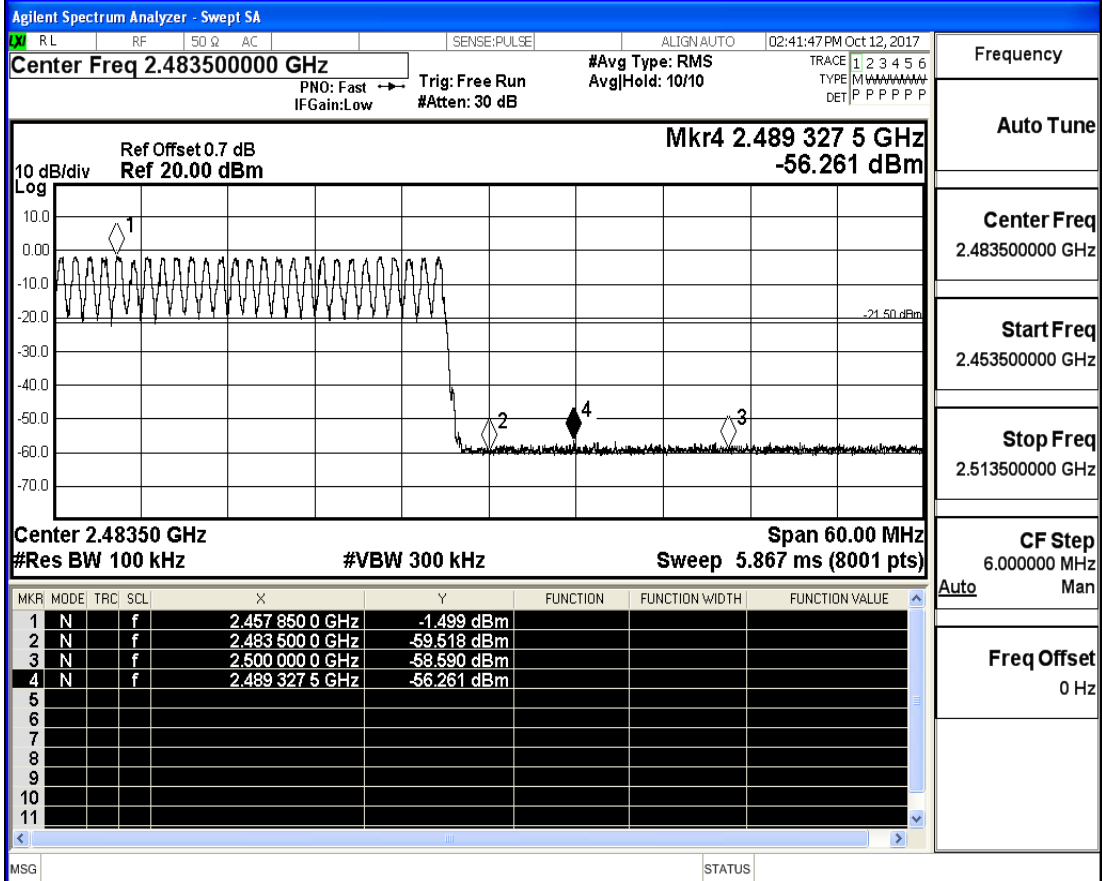 Agilent Spectrum Analyzer - Swept SA
LXI RL RF 50 Ω AC SENSE:PULSE ALIGN AUTO 02:41:47 PM Oct 12, 2017
Center Freq 2.483500000 GHz
PNO: Fast
IFGain:Low
Trig: Free Run
#Atten: 30 dB
#Avg Type: RMS
Avg|Hold: 10/10
TRACE 1 2 3 4 5 6
TYPE M WWWWW
DET P P P P P P
Mkr4 2.489 327 5 GHz
-56.261 dBm
Ref Offset 0.7 dB
10 dB/div Ref 20.00 dBm
Log
10.0
0.00
-10.0
-20.0
-30.0
-40.0
-50.0
-60.0
-70.0
1
-21.50 dBm
2
4
3
Center 2.48350 GHz Span 60.00 MHz
#Res BW 100 kHz #VBW 300 kHz Sweep 5.867 ms (8001 pts)
MKR MODE TRC SCL X Y FUNCTION FUNCTION WIDTH FUNCTION VALUE
1 N f 2.457 850 0 GHz -1.499 dBm
2 N f 2.483 500 0 GHz -59.518 dBm
3 N f 2.500 000 0 GHz -58.590 dBm
4 N f 2.489 327 5 GHz -56.261 dBm
5
6
7
8
9
10
11
MSG STATUS
Frequency
Auto Tune
Center Freq
2.483500000 GHz
Start Freq
2.453500000 GHz
Stop Freq
2.513500000 GHz
CF Step
6.000000 MHz
Auto Man
Freq Offset
0 Hz